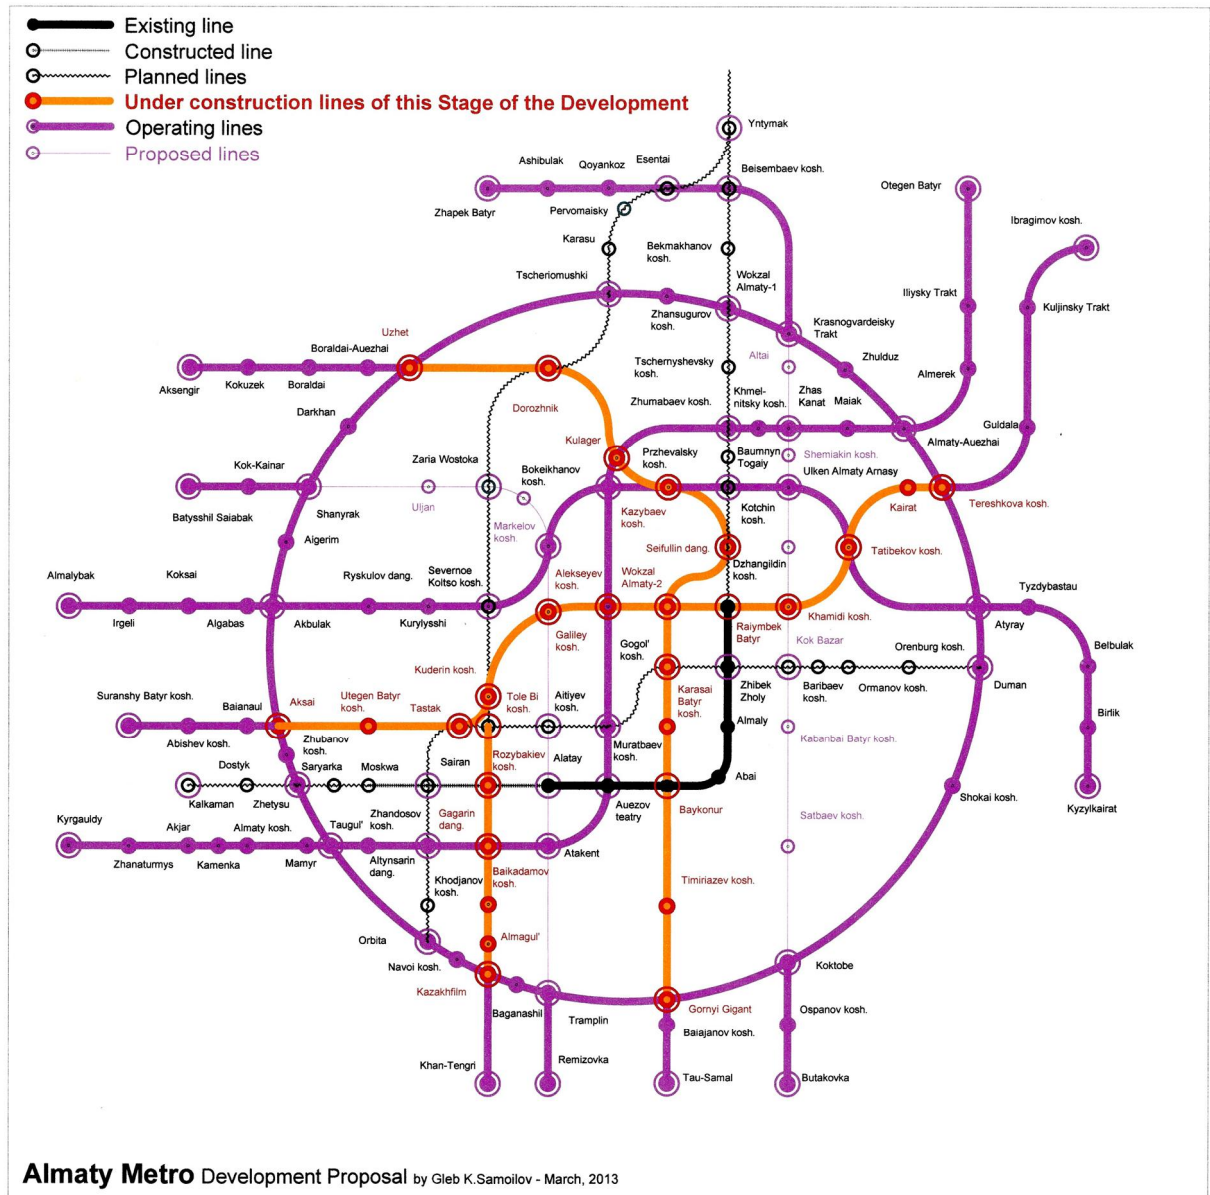 Existing line
Constructed line
Planned lines
Under construction lines of this Stage of the Development
Operating lines
Proposed lines
Yntymak
Ashibulak
Qoyankoz
Esentai
Beisembaev kosh.
Otegen Batyr
Zhapek Batyr
Pervomaisky
Ibragimov kosh.
Karasu
Bekmakhanov
kosh.
Tscheriomushki
Wokzal
Almaty-1
Iliysky Trakt
Kuljinsky Trakt
Zhansugurov
kosh.
Krasnogvardeisky
Trakt
Uzhet
Boraldai-Auezhai
Tschernyshevsky
kosh.
Altai
Zhulduz
Aksengir
Kokuzek
Boraldai
Almerek
Darkhan
Dorozhnik
Zhumabaev kosh.
Khmel-
nitsky kosh.
Zhas
Kanat
Maiak
Guldala
Kulager
Almaty-Auezhai
Kok-Kainar
Zaria Wostoka
Bokeikhanov
kosh.
Przhevalsky
kosh.
Baumnyn
Togaly
Shemiakin kosh.
Ulken Almaty Arnasy
Batysshil Saiabak
Shanyrak
Uljan
Markelov
kosh.
Kazybaev
kosh.
Kotchin
kosh.
Kairat
Tereshkova kosh.
Aigerim
Seifullin dang.
Dzhangildin
kosh.
Tatibekov kosh.
Almalybak
Koksai
Ryskulov dang.
Severnoe
Koltso kosh.
Alekseyev
kosh.
Wokzal
Almaty-2
Tyzdybastau
Irgeli
Algabas
Akbulak
Kurylysshi
Galiley
kosh.
Gogol'
kosh.
Raiymbek
Batyr
Khamidi kosh.
Atyray
Kok Bazar
Orenburg kosh.
Belbulak
Kuderin kosh.
Suranshy Batyr kosh.
Baianaul
Aksai
Utegen Batyr
kosh.
Tastak
Tole Bi
kosh.
Aitiyev
kosh.
Karasai
Batyr
kosh.
Zhibek
Zholy
Baribaev
kosh.
Ormanov kosh.
Duman
Abishev kosh.
Zhubanov
kosh.
Rozybakiev
kosh.
Muratbaev
kosh.
Almaly
Kabanbai Batyr kosh.
Birlik
Dostyk
Saryarka
Moskwa
Sairan
Alatay
Abai
Kalkaman
Zhetysu
Zhandosov
kosh.
Gagarin
dang.
Auezov
teatry
Baykonur
Shokai kosh.
Kyzylkairat
Kyrgauldy
Akjar
Almaty kosh.
Taugul'
Satbaev kosh.
Zhanaturmys
Kamenka
Mamyr
Altynsarin
dang.
Atakent
Khodjanov
kosh.
Baikadamov
kosh.
Timiriazev kosh.
Orbita
Almagul'
Navoi kosh.
Koktobe
Kazakhfilm
Baganashil
Tramplin
Gornyi Gigant
Ospanov kosh.
Baiajanov kosh.
Khan-Tengri
Remizovka
Tau-Samal
Butakovka
Almaty Metro Development Proposal by Gleb K.Samoilov - March, 2013